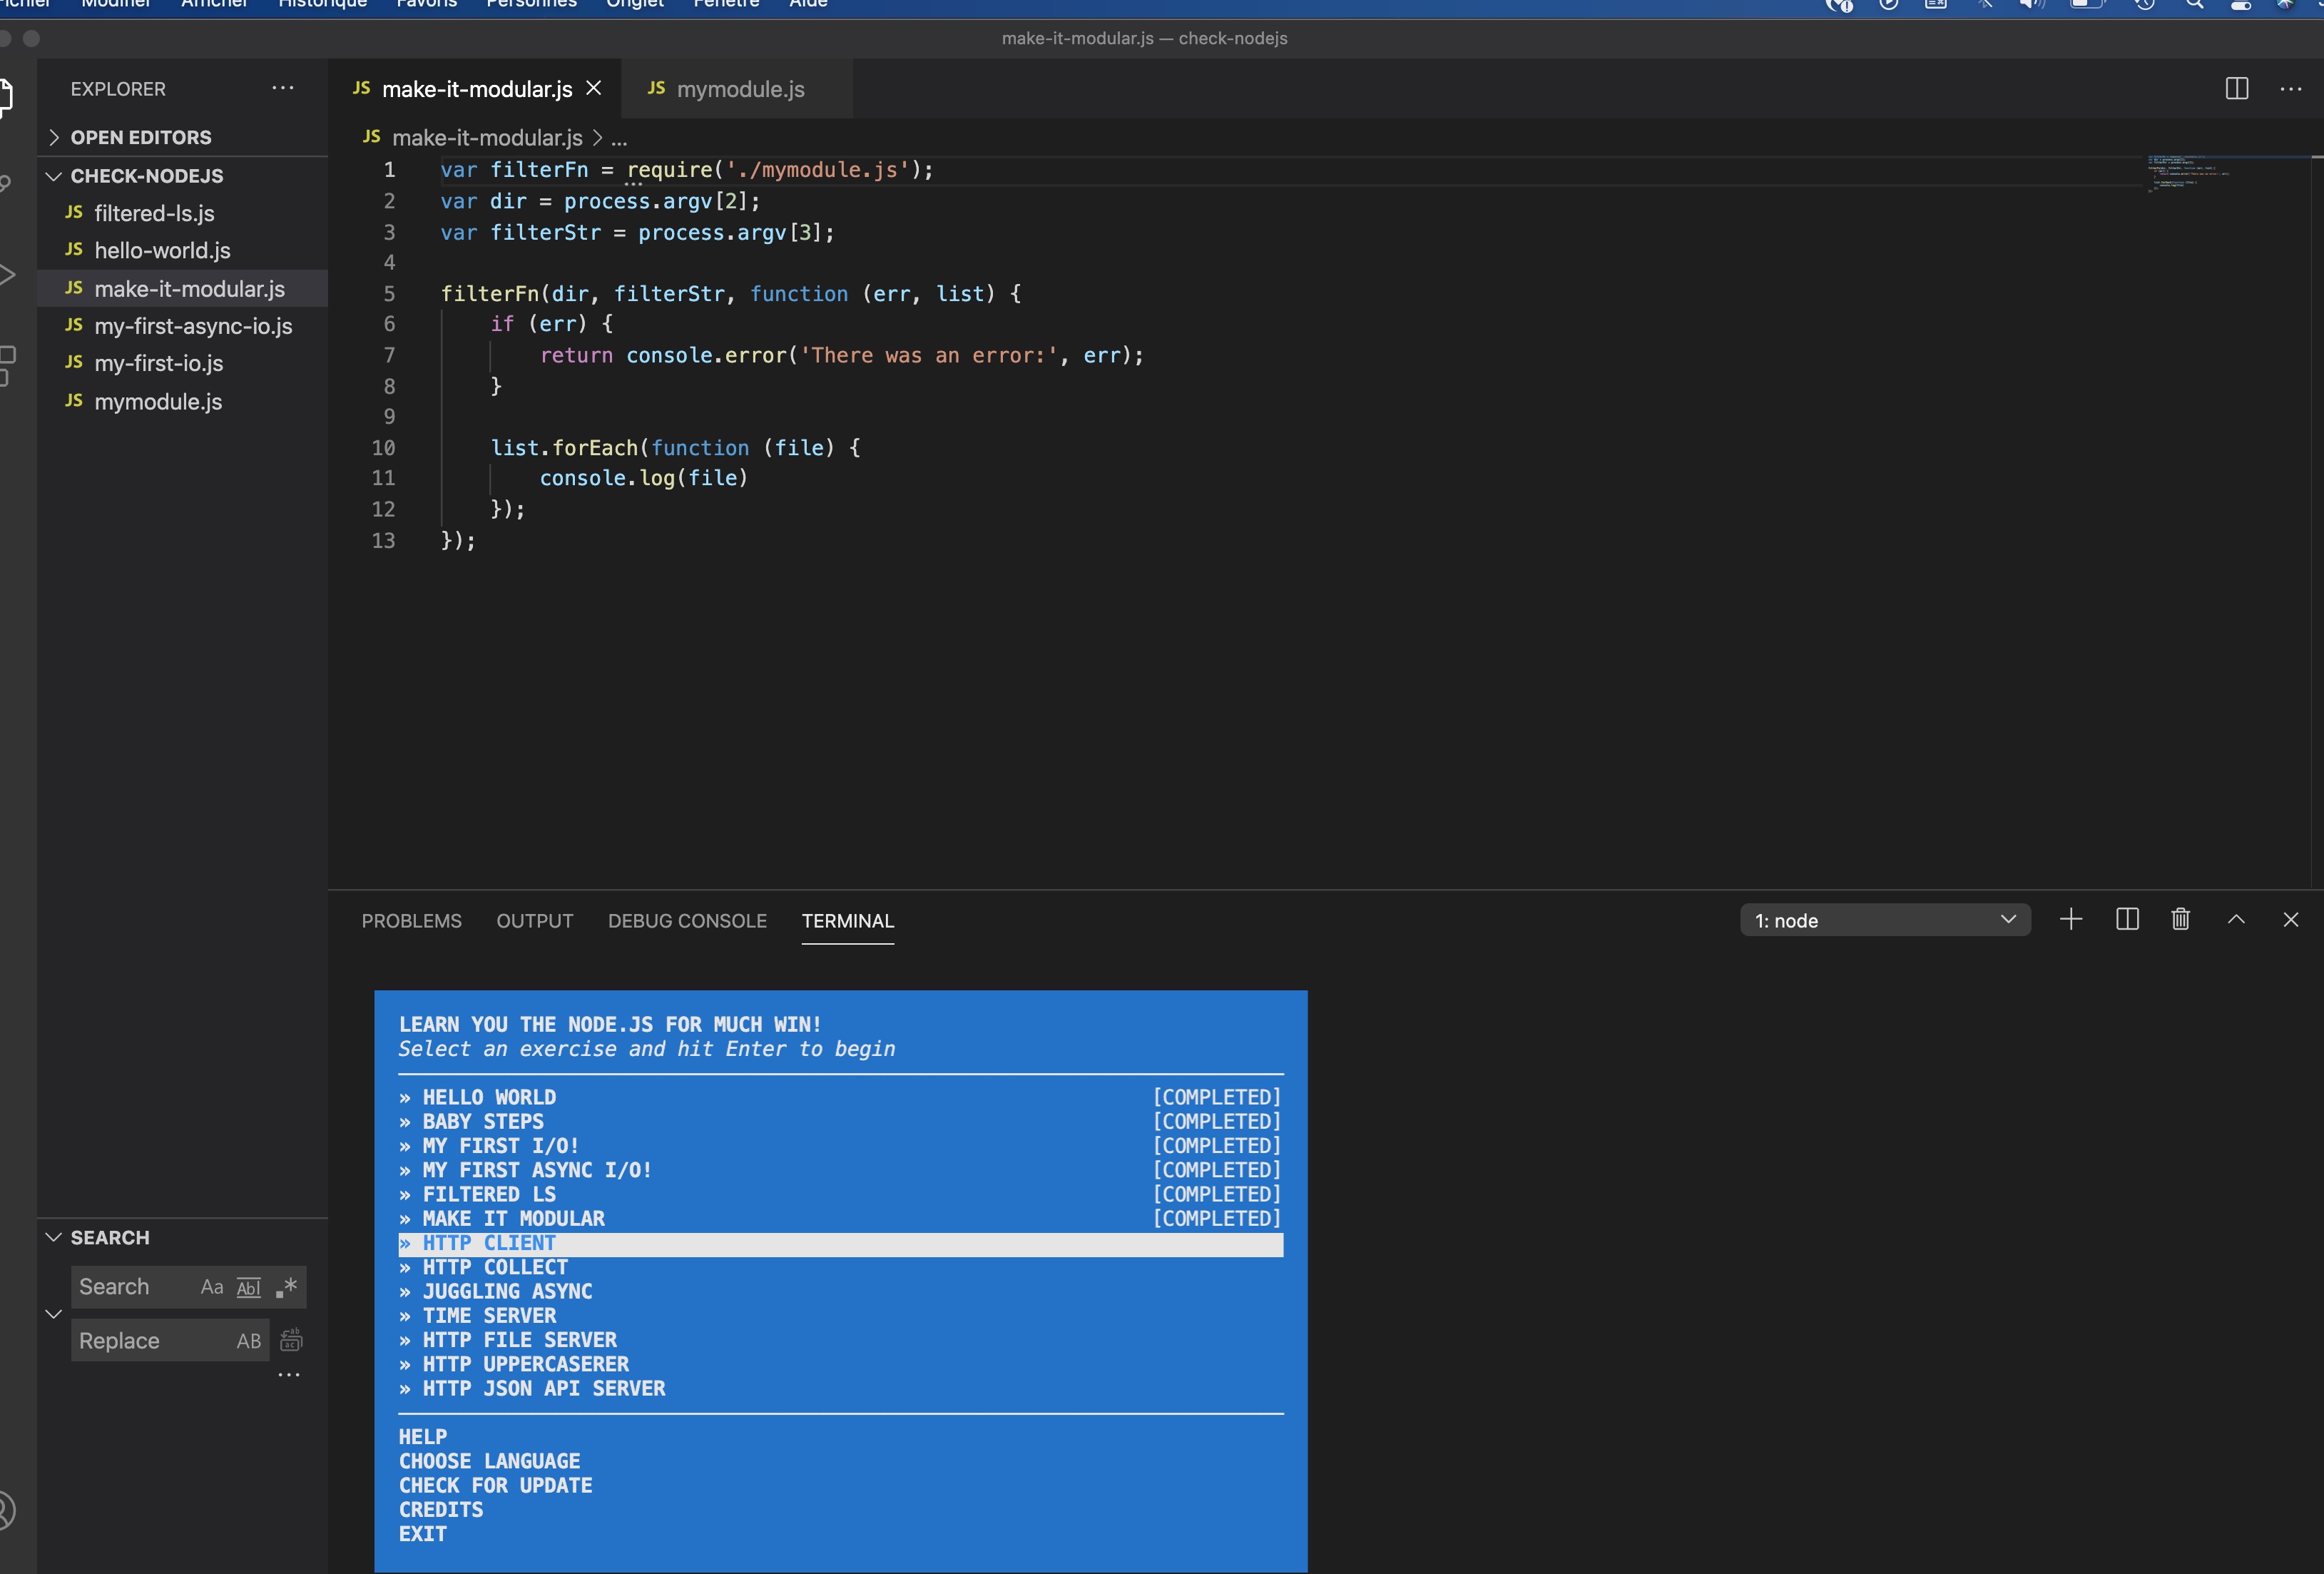 Modifier Afficher Historique Favoris Personnes Onglet Fenêtre Aide
make-it-modular.js — check-nodejs
EXPLORER ...
OPEN EDITORS
CHECK-NODEJS
JS filtered-ls.js
JS hello-world.js
JS make-it-modular.js
JS my-first-async-io.js
JS my-first-io.js
JS mymodule.js
JS make-it-modular.js
JS mymodule.js
JS make-it-modular.js > ...
1 var filterFn = require('./mymodule.js');
2 var dir = process.argv[2];
3 var filterStr = process.argv[3];
4
5 filterFn(dir, filterStr, function (err, list) {
6 if (err) {
7 return console.error('There was an error:', err);
8 }
9
10 list.forEach(function (file) {
11 console.log(file)
12 });
13 });
PROBLEMS OUTPUT DEBUG CONSOLE TERMINAL
1: node
LEARN YOU THE NODE.JS FOR MUCH WIN!
Select an exercise and hit Enter to begin
» HELLO WORLD [COMPLETED]
» BABY STEPS [COMPLETED]
» MY FIRST I/O! [COMPLETED]
» MY FIRST ASYNC I/O! [COMPLETED]
» FILTERED LS [COMPLETED]
» MAKE IT MODULAR [COMPLETED]
» HTTP CLIENT
» HTTP COLLECT
» JUGGLING ASYNC
» TIME SERVER
» HTTP FILE SERVER
» HTTP UPPERCASERER
» HTTP JSON API SERVER
HELP
CHOOSE LANGUAGE
CHECK FOR UPDATE
CREDITS
EXIT
SEARCH
Search Aa Abl .*
Replace AB
...